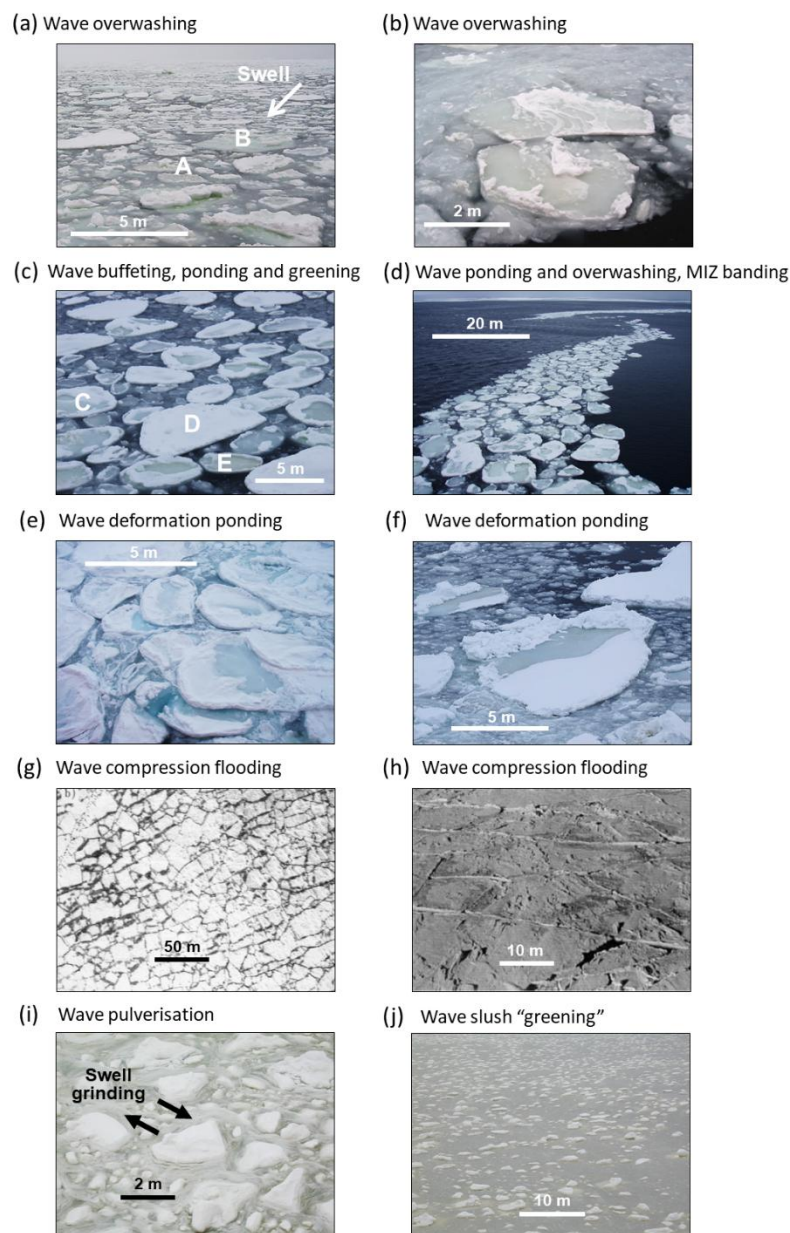 (a) Wave overwashing
(b) Wave overwashing
Swell
B
A
5 m
2 m
(c) Wave buffeting, ponding and greening
(d) Wave ponding and overwashing, MIZ banding
20 m
C
D
E
5 m
(e) Wave deformation ponding
(f) Wave deformation ponding
5 m
5 m
(g) Wave compression flooding
(h) Wave compression flooding
b)
50 m
10 m
(i) Wave pulverisation
(j) Wave slush “greening”
Swell
grinding
2 m
10 m